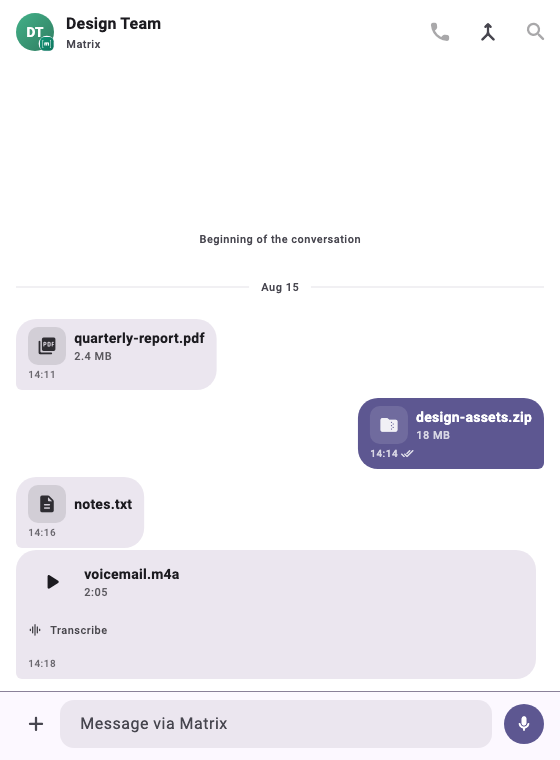 DT
[m]
Design Team
Matrix
Beginning of the conversation
Aug 15
PDF
quarterly-report.pdf
2.4 MB
14:11
design-assets.zip
18 MB
14:14
notes.txt
14:16
voicemail.m4a
2:05
Transcribe
14:18
Message via Matrix